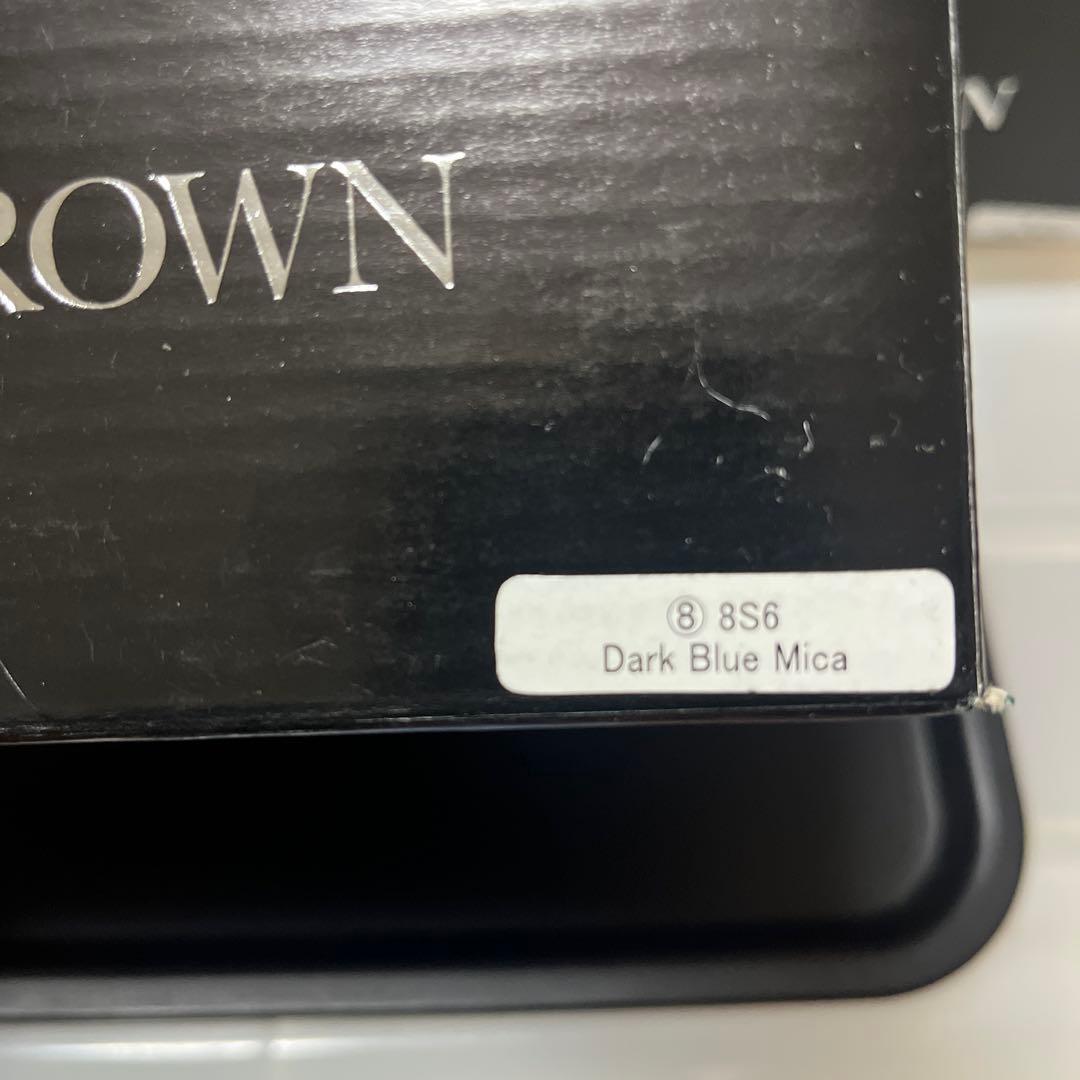 ROWN
N
⑧ 8S6
Dark Blue Mica